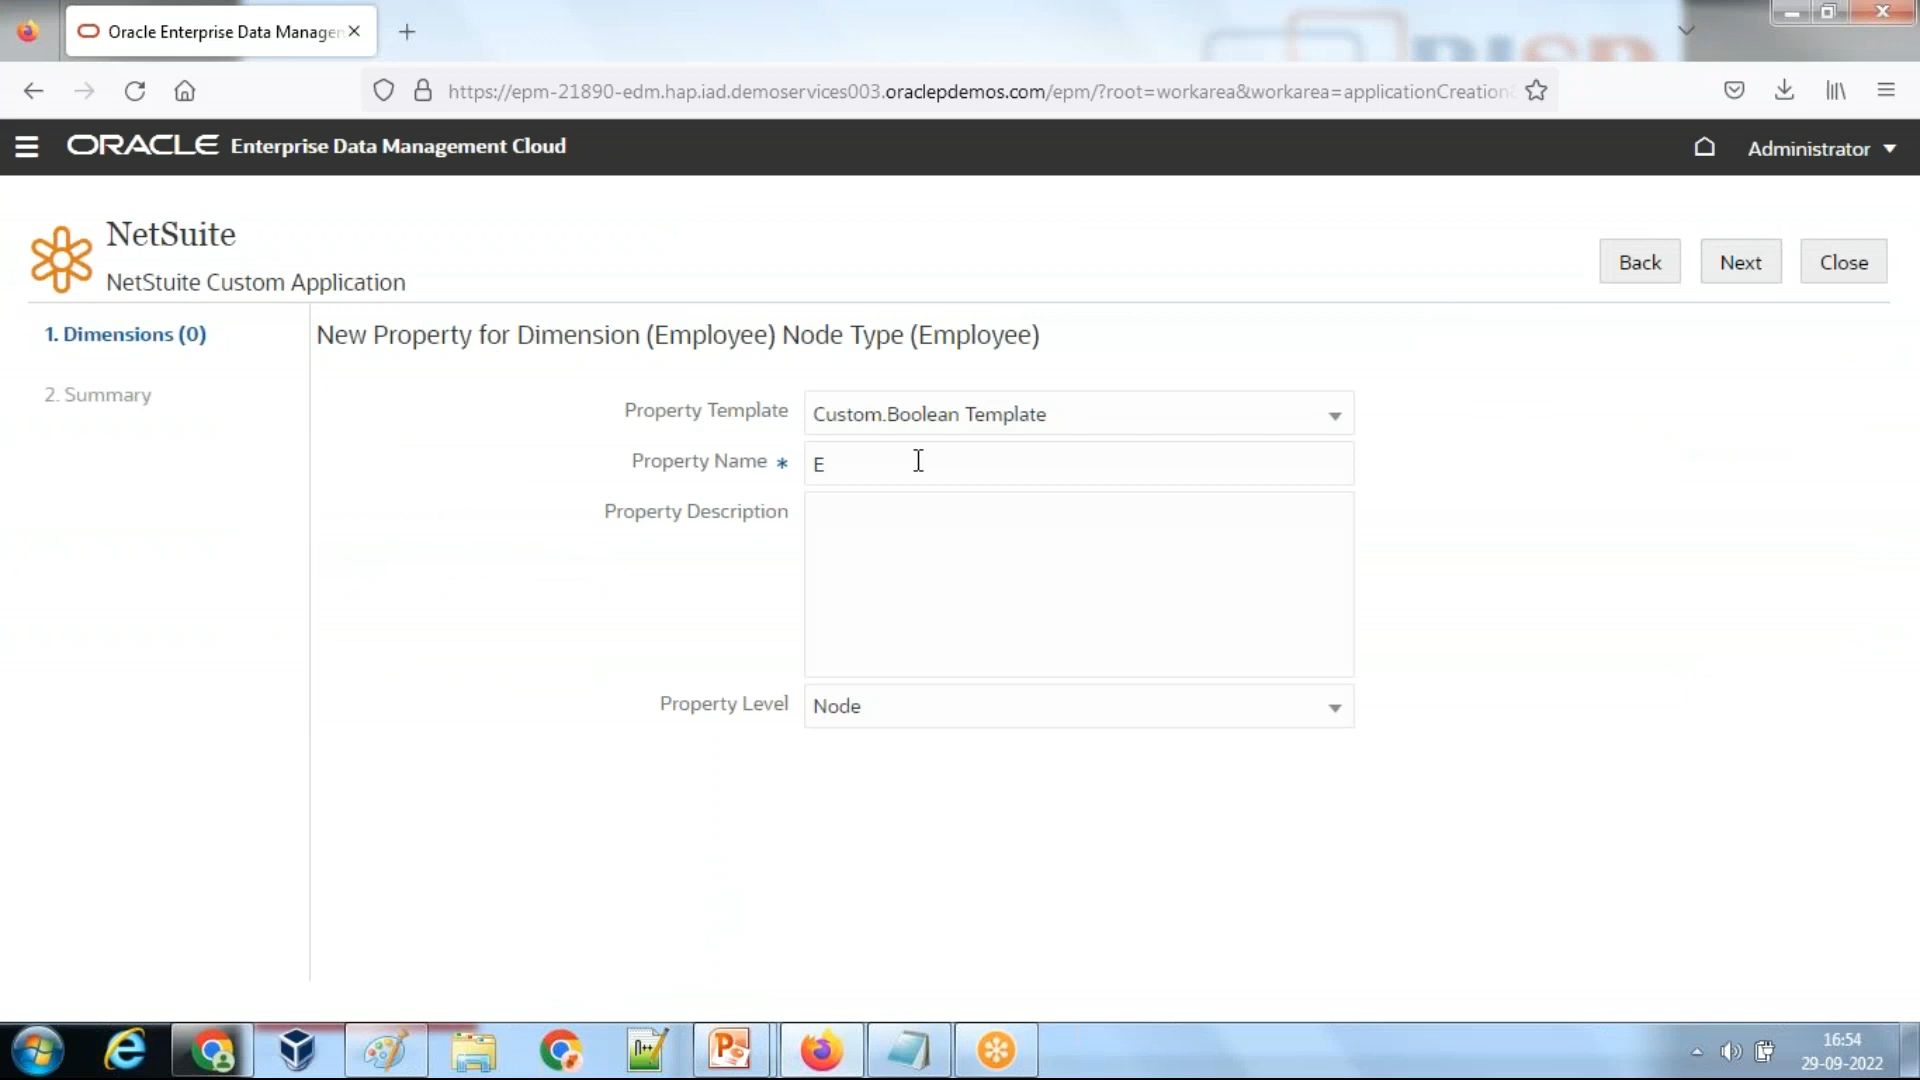 Oracle Enterprise Data Manager
https://epm-21890-edm.hap.iad.demoservices003.oraclepdemos.com/epm/?root=workarea&workarea=applicationCreation
ORACLE Enterprise Data Management Cloud
Administrator
NetSuite
NetStuite Custom Application
Back
Next
Close
1. Dimensions (0)
2. Summary
New Property for Dimension (Employee) Node Type (Employee)
Property Template
Custom.Boolean Template
Property Name *
E
Property Description
Property Level
Node
16:54
29-09-2022